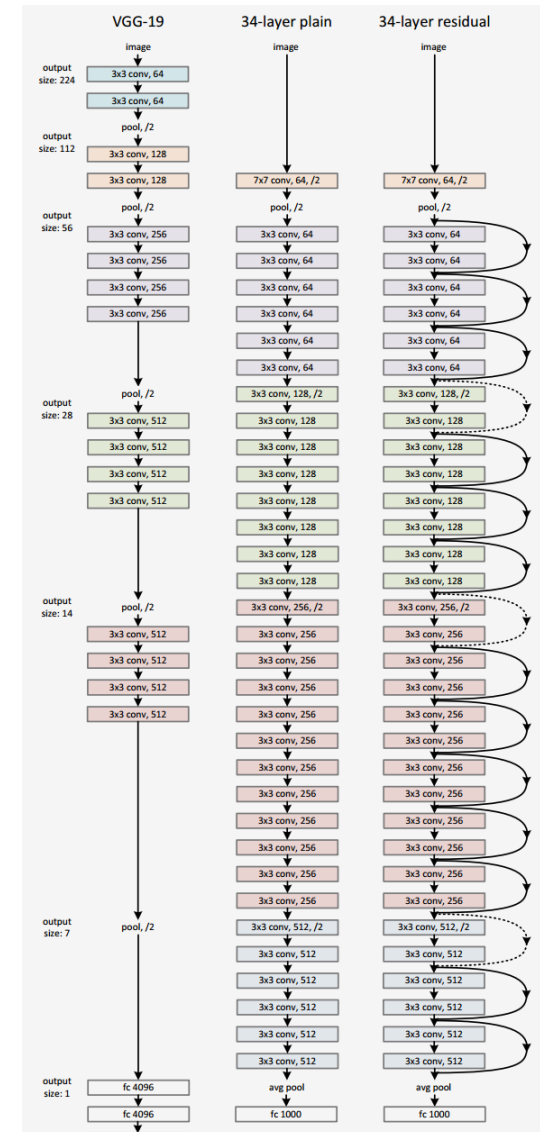 output
size: 224
output
size: 112
output
size: 56
output
size: 28
output
size: 14
output
size: 7
output
size: 1
VGG-19
image
3x3 conv, 64
3x3 conv, 64
pool, /2
3x3 conv, 128
3x3 conv, 128
pool, /2
3x3 conv, 256
3x3 conv, 256
3x3 conv, 256
3x3 conv, 256
pool, /2
3x3 conv, 512
3x3 conv, 512
3x3 conv, 512
3x3 conv, 512
pool, /2
3x3 conv, 512
3x3 conv, 512
3x3 conv, 512
3x3 conv, 512
pool, /2
fc 4096
fc 4096
34-layer plain
image
7x7 conv, 64, /2
pool, /2
3x3 conv, 64
3x3 conv, 64
3x3 conv, 64
3x3 conv, 64
3x3 conv, 64
3x3 conv, 64
3x3 conv, 128, /2
3x3 conv, 128
3x3 conv, 128
3x3 conv, 128
3x3 conv, 128
3x3 conv, 128
3x3 conv, 128
3x3 conv, 128
3x3 conv, 256, /2
3x3 conv, 256
3x3 conv, 256
3x3 conv, 256
3x3 conv, 256
3x3 conv, 256
3x3 conv, 256
3x3 conv, 256
3x3 conv, 256
3x3 conv, 256
3x3 conv, 256
3x3 conv, 256
3x3 conv, 512, /2
3x3 conv, 512
3x3 conv, 512
3x3 conv, 512
3x3 conv, 512
3x3 conv, 512
avg pool
fc 1000
34-layer residual
image
7x7 conv, 64, /2
pool, /2
3x3 conv, 64
3x3 conv, 64
3x3 conv, 64
3x3 conv, 64
3x3 conv, 64
3x3 conv, 64
3x3 conv, 128, /2
3x3 conv, 128
3x3 conv, 128
3x3 conv, 128
3x3 conv, 128
3x3 conv, 128
3x3 conv, 128
3x3 conv, 128
3x3 conv, 256, /2
3x3 conv, 256
3x3 conv, 256
3x3 conv, 256
3x3 conv, 256
3x3 conv, 256
3x3 conv, 256
3x3 conv, 256
3x3 conv, 256
3x3 conv, 256
3x3 conv, 256
3x3 conv, 256
3x3 conv, 512, /2
3x3 conv, 512
3x3 conv, 512
3x3 conv, 512
3x3 conv, 512
3x3 conv, 512
avg pool
fc 1000